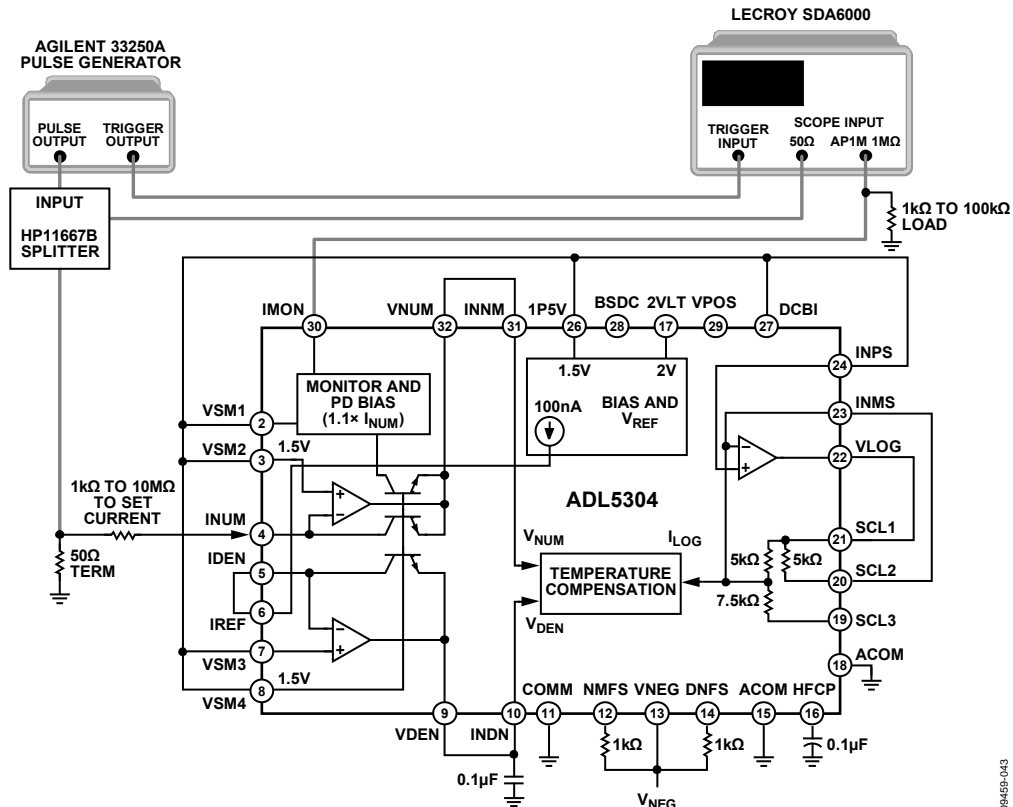 LECROY SDA6000
AGILENT 33250A
PULSE GENERATOR
PULSE
OUTPUT
TRIGGER
OUTPUT
TRIGGER
INPUT
SCOPE INPUT
50Ω
AP1M 1MΩ
INPUT
HP11667B
SPLITTER
1kΩ TO 100kΩ
LOAD
IMON
VNUM
INNM
1P5V
BSDC
2VLT
VPOS
DCBI
30
32
31
26
28
17
29
27
INPS
24
INMS
23
VLOG
22
SCL1
21
SCL2
20
SCL3
19
ACOM
18
MONITOR AND
PD BIAS
(1.1× INUM)
1.5V
2V
100nA
BIAS AND
VREF
VSM1
2
VSM2
3
1.5V
1kΩ TO 10MΩ
TO SET
CURRENT
INUM
4
50Ω
TERM
IDEN
5
6
IREF
VSM3
7
8
1.5V
VSM4
+
−
−
+
−
+
ADL5304
VNUM
ILOG
TEMPERATURE
COMPENSATION
VDEN
5kΩ
5kΩ
7.5kΩ
COMM
NMFS
VNEG
DNFS
ACOM
HFCP
9
10
11
12
13
14
15
16
VDEN
INDN
1kΩ
1kΩ
0.1µF
0.1µF
VNEG
09459-043